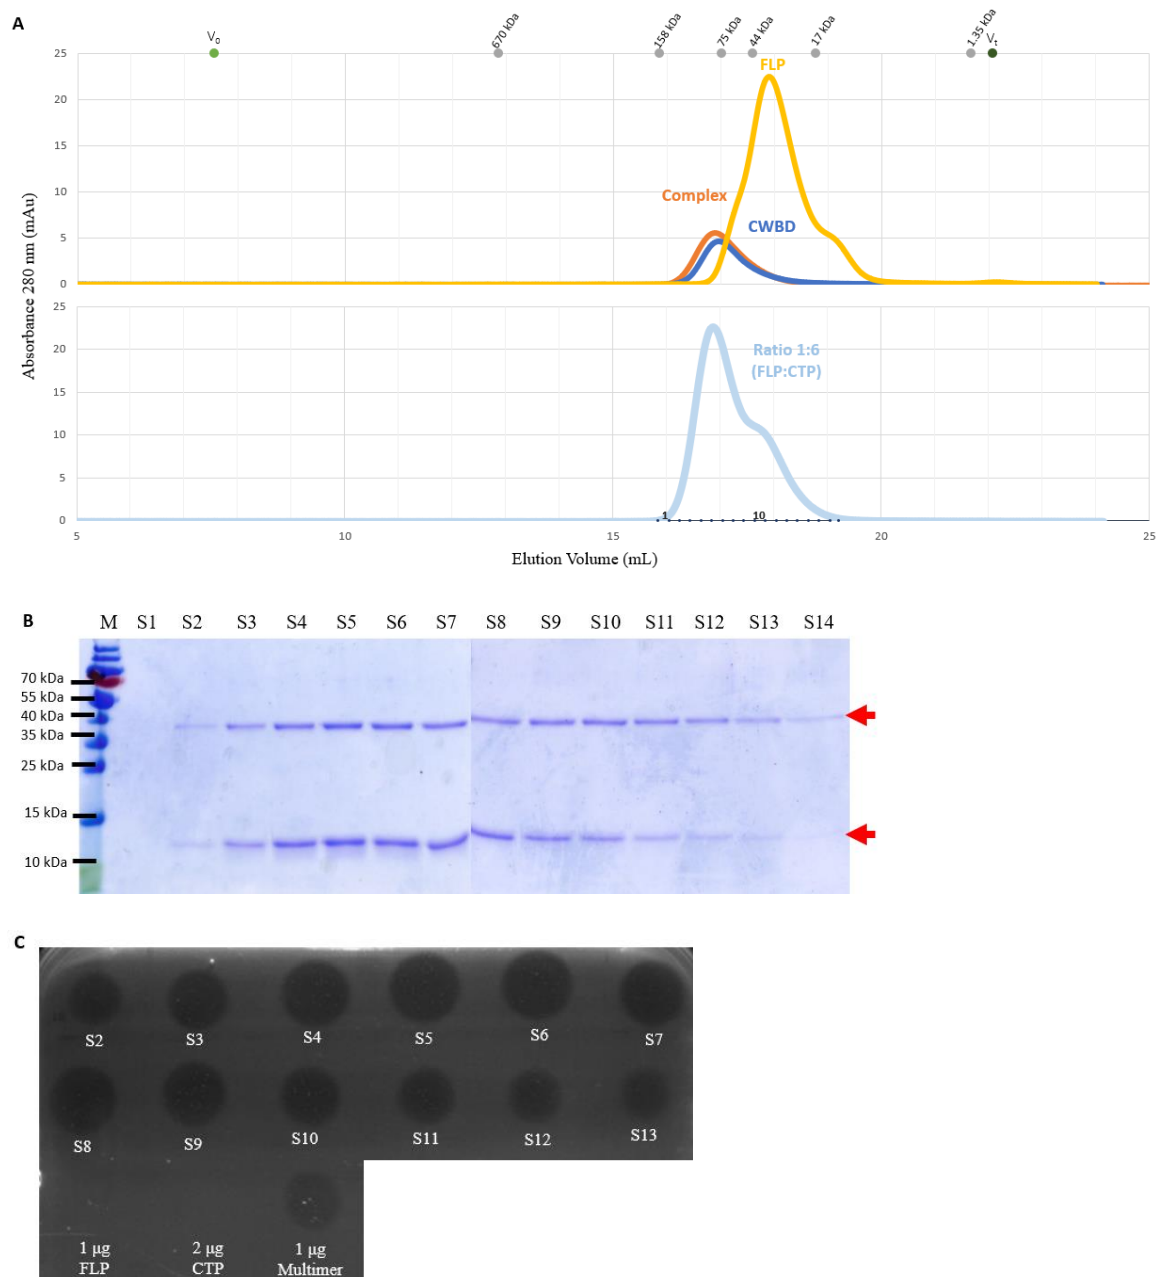 A
V₀
670 kDa
158 kDa
75 kDa
44 kDa
17 kDa
1.35 kDa
Vₜ
25
20
15
10
5
0
FLP
Complex
CWBD
Absorbance 280 nm (mAu)
25
20
15
10
5
0
Ratio 1:6
(FLP:CTP)
1
10
5
10
15
20
25
Elution Volume (mL)
B
M S1 S2 S3 S4 S5 S6 S7 S8 S9 S10 S11 S12 S13 S14
70 kDa
55 kDa
40 kDa
35 kDa
25 kDa
15 kDa
10 kDa
C
S2 S3 S4 S5 S6 S7
S8 S9 S10 S11 S12 S13
1 µg 2 µg 1 µg
FLP CTP Multimer